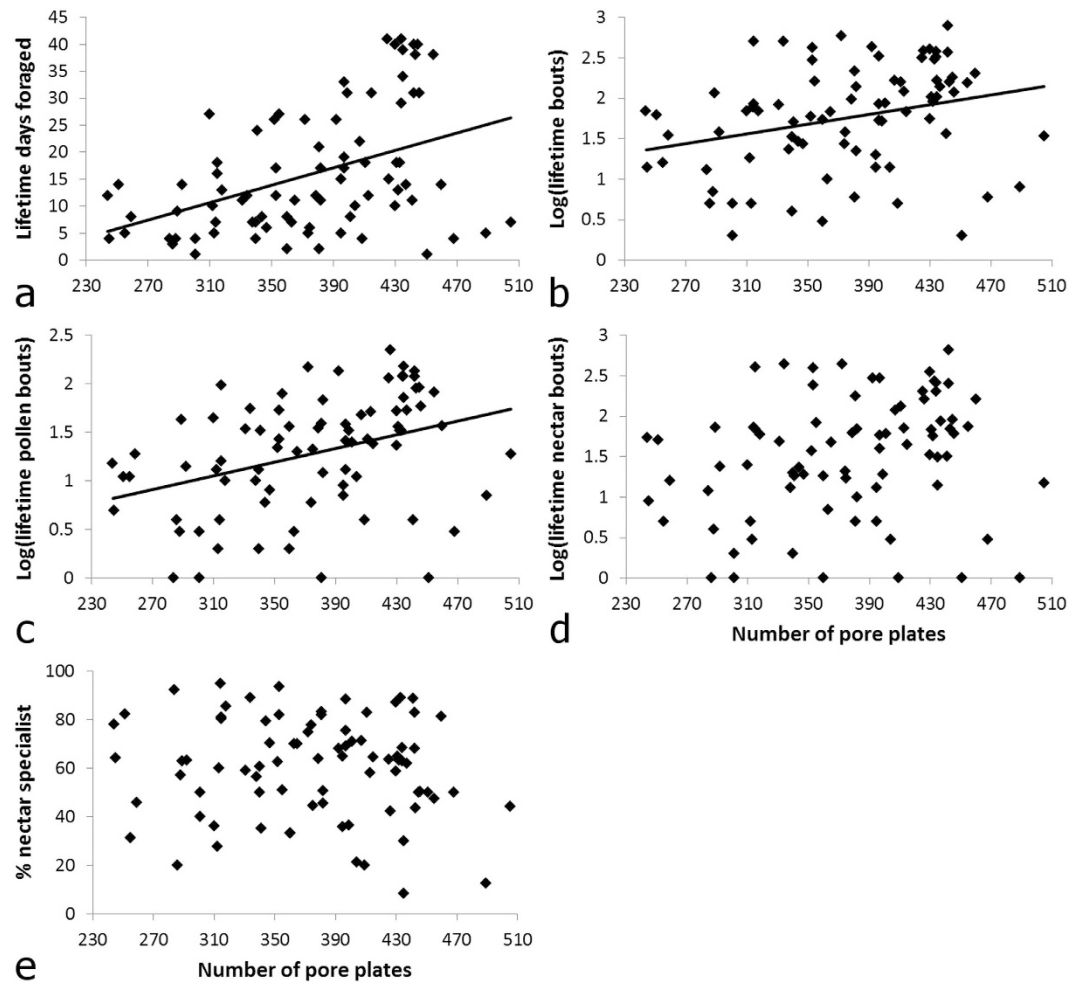 Lifetime days foraged
45
40
35
30
25
20
15
10
5
0
230 270 310 350 390 430 470 510
a
Log(lifetime bouts)
3
2.5
2
1.5
1
0.5
0
230 270 310 350 390 430 470 510
b
Log(lifetime pollen bouts)
2.5
2
1.5
1
0.5
0
230 270 310 350 390 430 470 510
c
Log(lifetime nectar bouts)
3
2.5
2
1.5
1
0.5
0
230 270 310 350 390 430 470 510
d
Number of pore plates
% nectar specialist
100
80
60
40
20
0
230 270 310 350 390 430 470 510
e
Number of pore plates